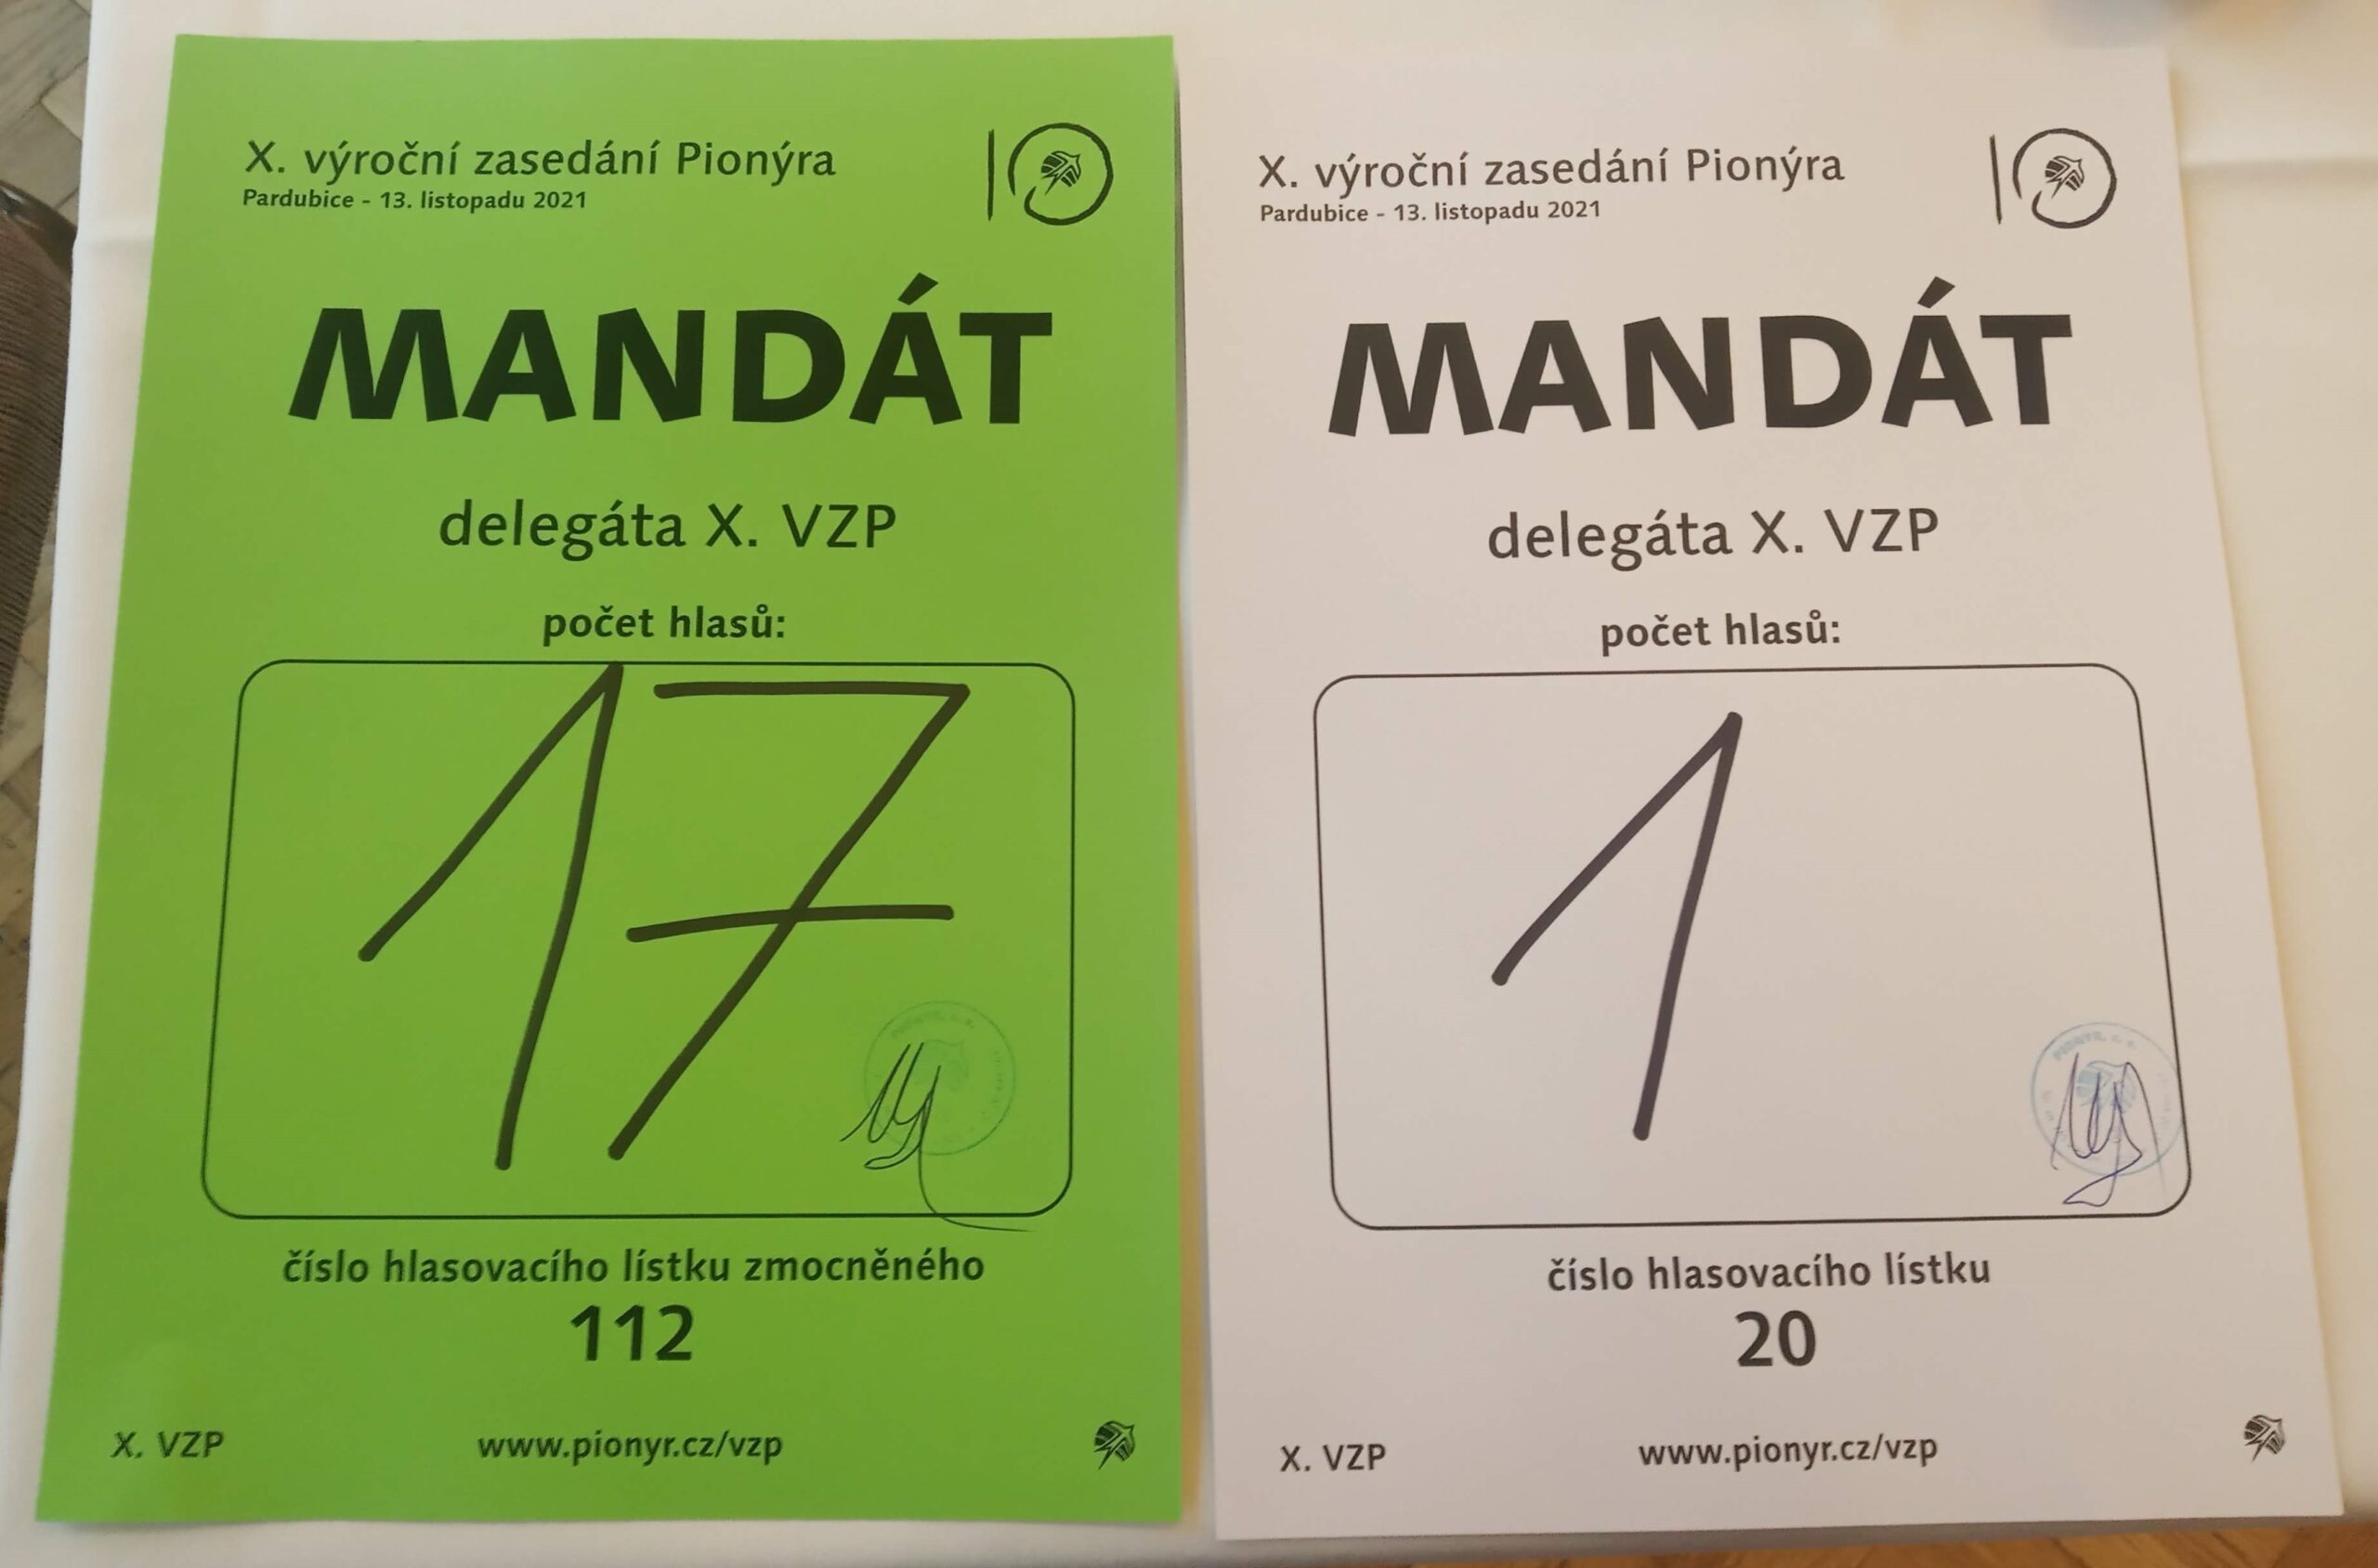 X. výroční zasedání Pionýra
Pardubice - 13. listopadu 2021
MANDÁT
delegáta X. VZP
počet hlasů:
17
číslo hlasovacího lístku zmocněného
112
X. VZP
www.pionyr.cz/vzp
X. výroční zasedání Pionýra
Pardubice - 13. listopadu 2021
MANDÁT
delegáta X. VZP
počet hlasů:
1
číslo hlasovacího lístku
20
X. VZP
www.pionyr.cz/vzp